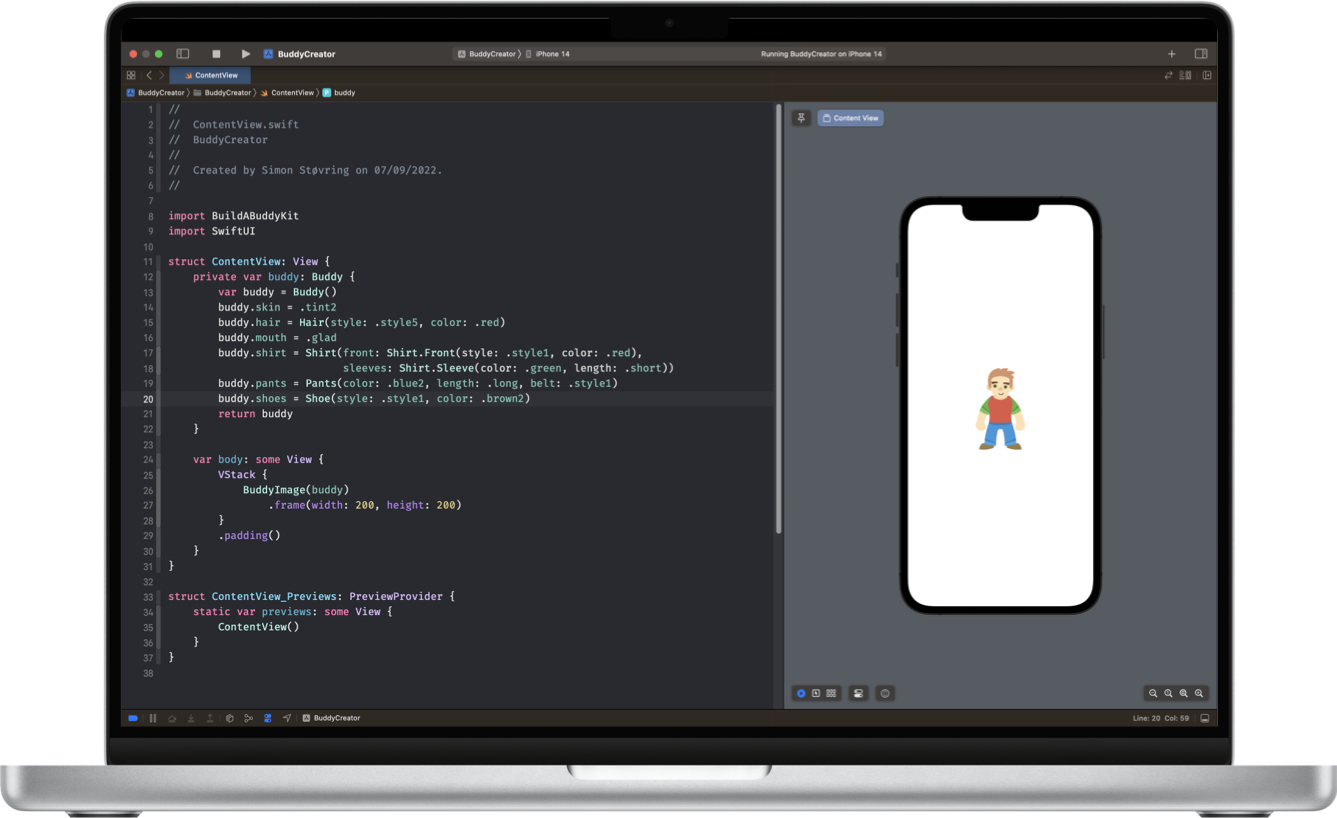 BuddyCreator
BuddyCreator 〉 iPhone 14
Running BuddyCreator on iPhone 14
ContentView
BuddyCreator 〉 BuddyCreator 〉 ContentView 〉 P buddy
1 //
2 //  ContentView.swift
3 //  BuddyCreator
4 //
5 //  Created by Simon Støvring on 07/09/2022.
6 //
7
8 import BuildABuddyKit
9 import SwiftUI
10
11 struct ContentView: View {
12     private var buddy: Buddy {
13         var buddy = Buddy()
14         buddy.skin = .tint2
15         buddy.hair = Hair(style: .style5, color: .red)
16         buddy.mouth = .glad
17         buddy.shirt = Shirt(front: Shirt.Front(style: .style1, color: .red),
18                             sleeves: Shirt.Sleeve(color: .green, length: .short))
19         buddy.pants = Pants(color: .blue2, length: .long, belt: .style1)
20         buddy.shoes = Shoe(style: .style1, color: .brown2)
21         return buddy
22     }
23
24     var body: some View {
25         VStack {
26             BuddyImage(buddy)
27                 .frame(width: 200, height: 200)
28         }
29         .padding()
30     }
31 }
32
33 struct ContentView_Previews: PreviewProvider {
34     static var previews: some View {
35         ContentView()
36     }
37 }
38
Content View
BuddyCreator
Line: 20 Col: 59